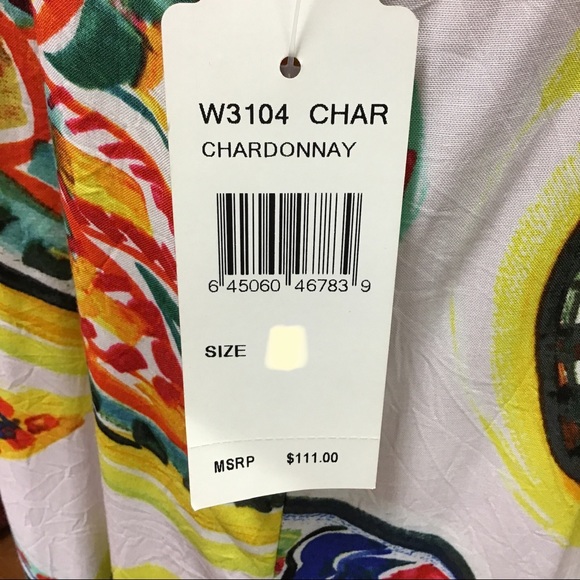 W3104 CHAR
CHARDONNAY
6 45060 46783 9
SIZE
MSRP $111.00